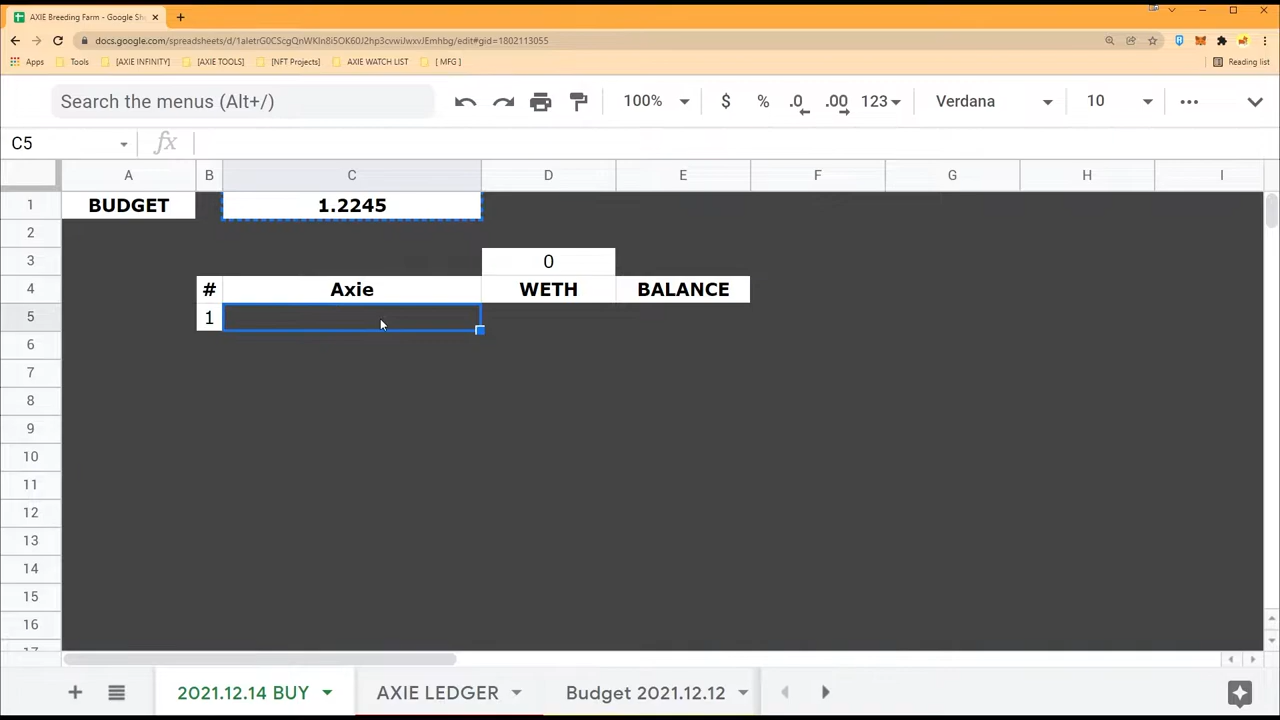 AXIE Breeding Farm - Google Sh
docs.google.com/spreadsheets/d/1aletrG0CScgQnWKln8i5OK60J2hp3cvwiJwxvJEmhbg/edit#gid=1802113055
Apps Tools [AXIE INFINITY] [AXIE TOOLS] [NFT Projects] AXIE WATCH LIST [ MFG ] Reading list
Search the menus (Alt+/) 100% $ % .0 .00 123 Verdana 10
C5 fx
A B C D E F G H I
1 BUDGET 1.2245
2
3 0
4 # Axie WETH BALANCE
5 1
6
7
8
9
10
11
12
13
14
15
16
2021.12.14 BUY AXIE LEDGER Budget 2021.12.12